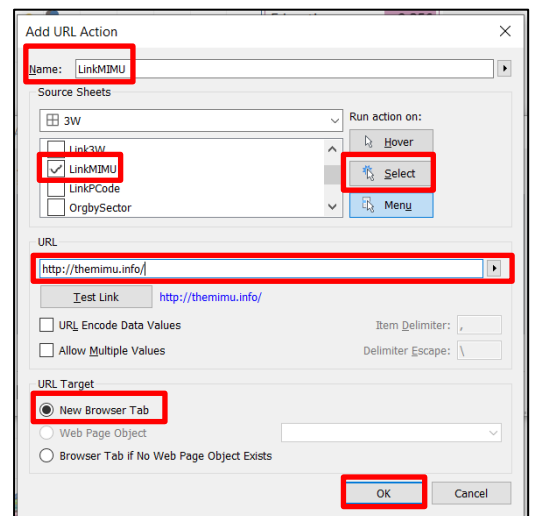 Add URL Action
Name: LinkMIMU
Source Sheets
3W
Run action on:
Link3W
LinkMIMU
LinkPCode
OrgbySector
Hover
Select
Menu
URL
http://themimu.info/
Test Link http://themimu.info/
URL Encode Data Values
Item Delimiter: ,
Allow Multiple Values
Delimiter Escape: \
URL Target
New Browser Tab
Web Page Object
Browser Tab if No Web Page Object Exists
OK Cancel